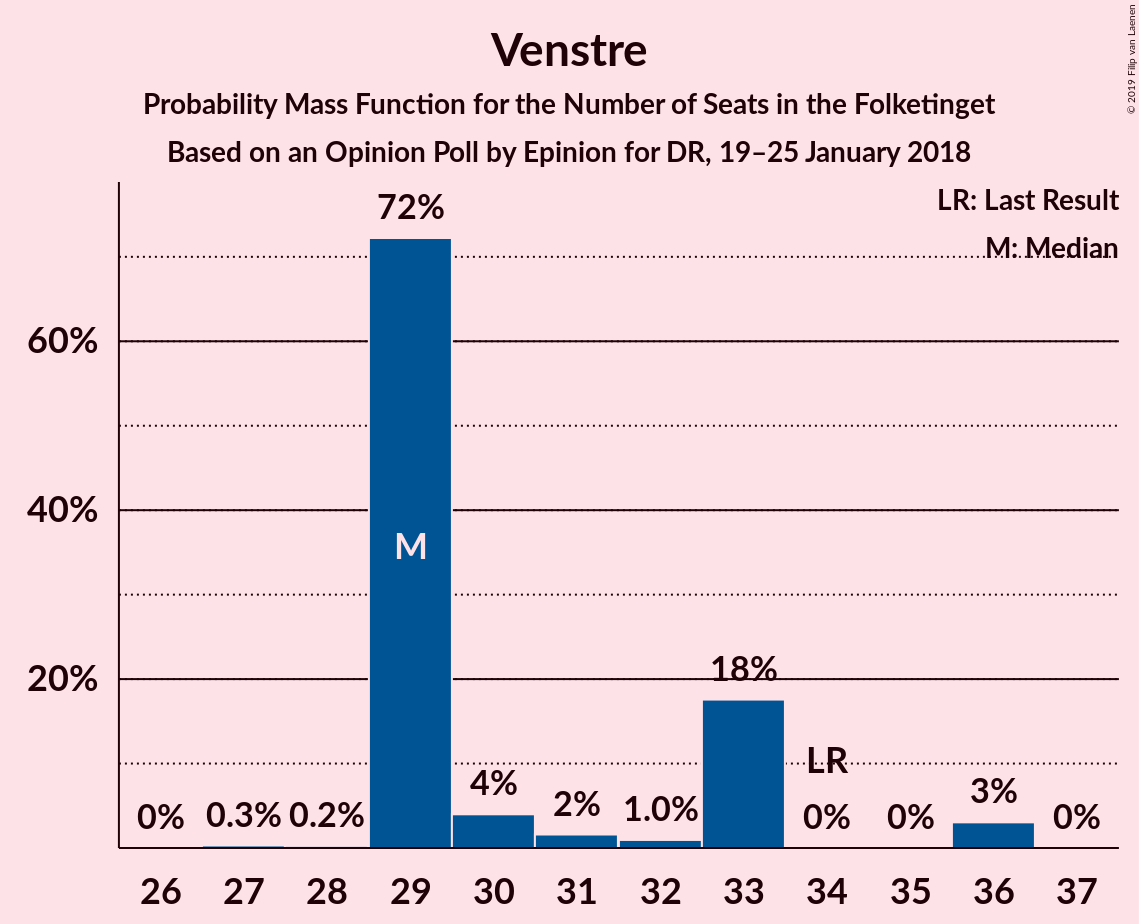 Venstre
Probability Mass Function for the Number of Seats in the Folketinget
Based on an Opinion Poll by Epinion for DR, 19–25 January 2018
© 2019 Filip van Laenen
LR: Last Result
M: Median
72%
60%
40%
M
20%
18%
LR
0%
0.3%
0.2%
4%
2%
1.0%
0%
0%
3%
0%
26 27 28 29 30 31 32 33 34 35 36 37